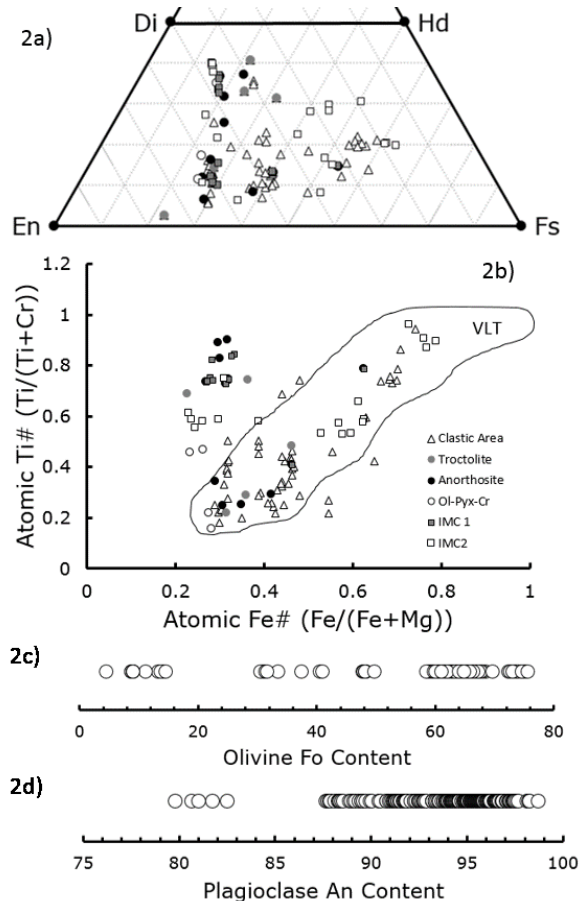 2a)
Di
Hd
En
Fs
2b)
1.2
1
0.8
0.6
0.4
0.2
0
Atomic Ti# (Ti/(Ti+Cr))
VLT
Clastic Area
Troctolite
Anorthosite
Ol-Pyx-Cr
IMC 1
IMC2
0 0.2 0.4 0.6 0.8 1
Atomic Fe# (Fe/(Fe+Mg))
2c)
0 20 40 60 80
Olivine Fo Content
2d)
75 80 85 90 95 100
Plagioclase An Content